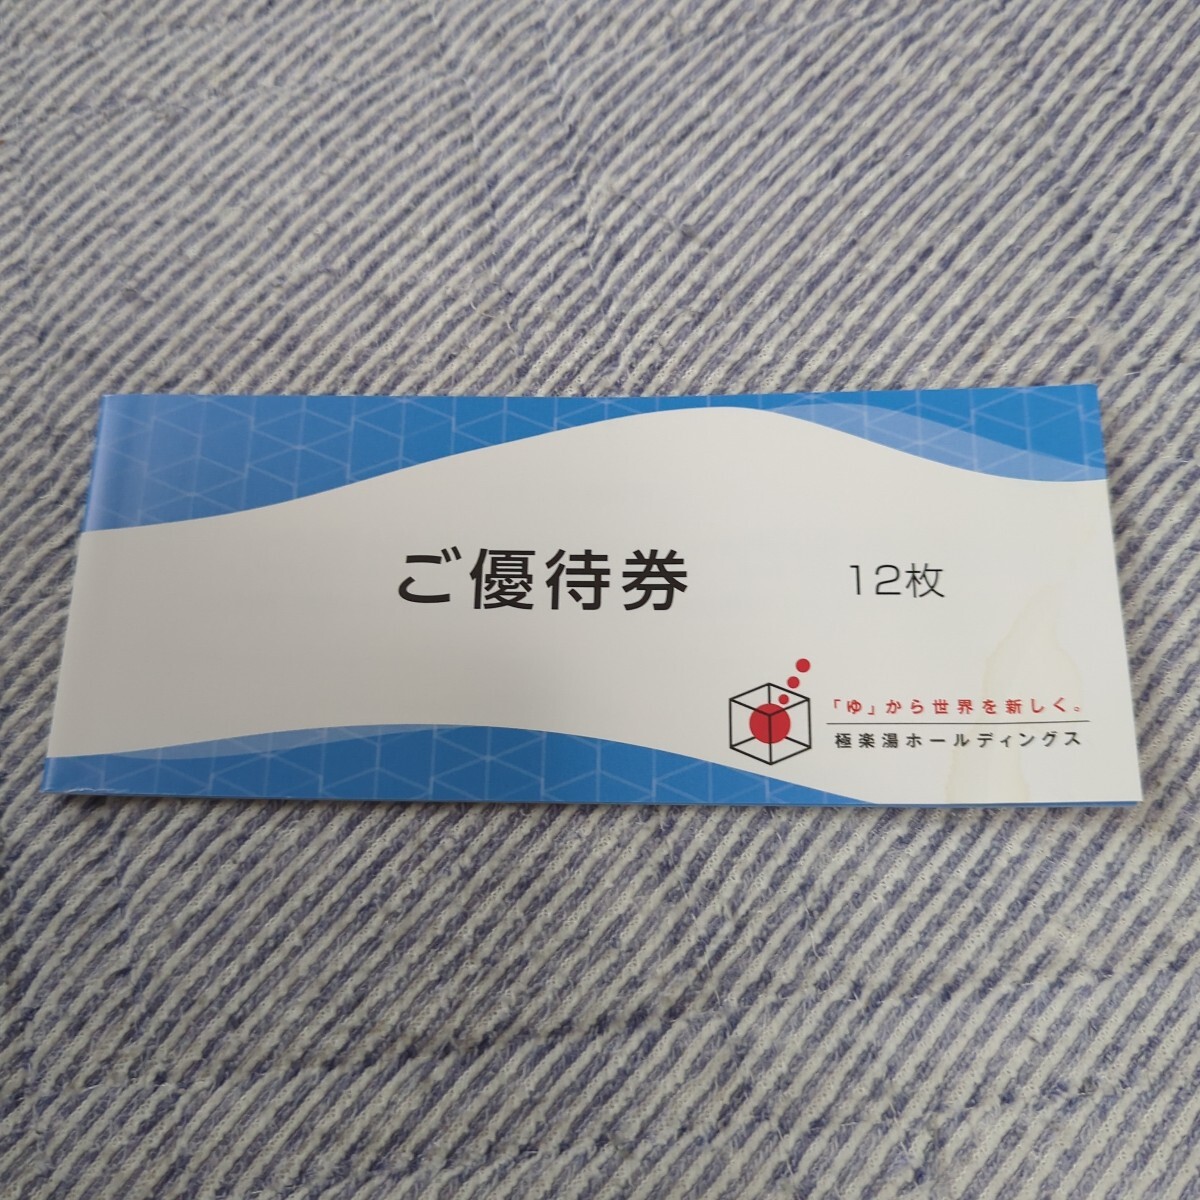 ご優待券
12枚
「ゆ」から世界を新しく。
極楽湯ホールディングス